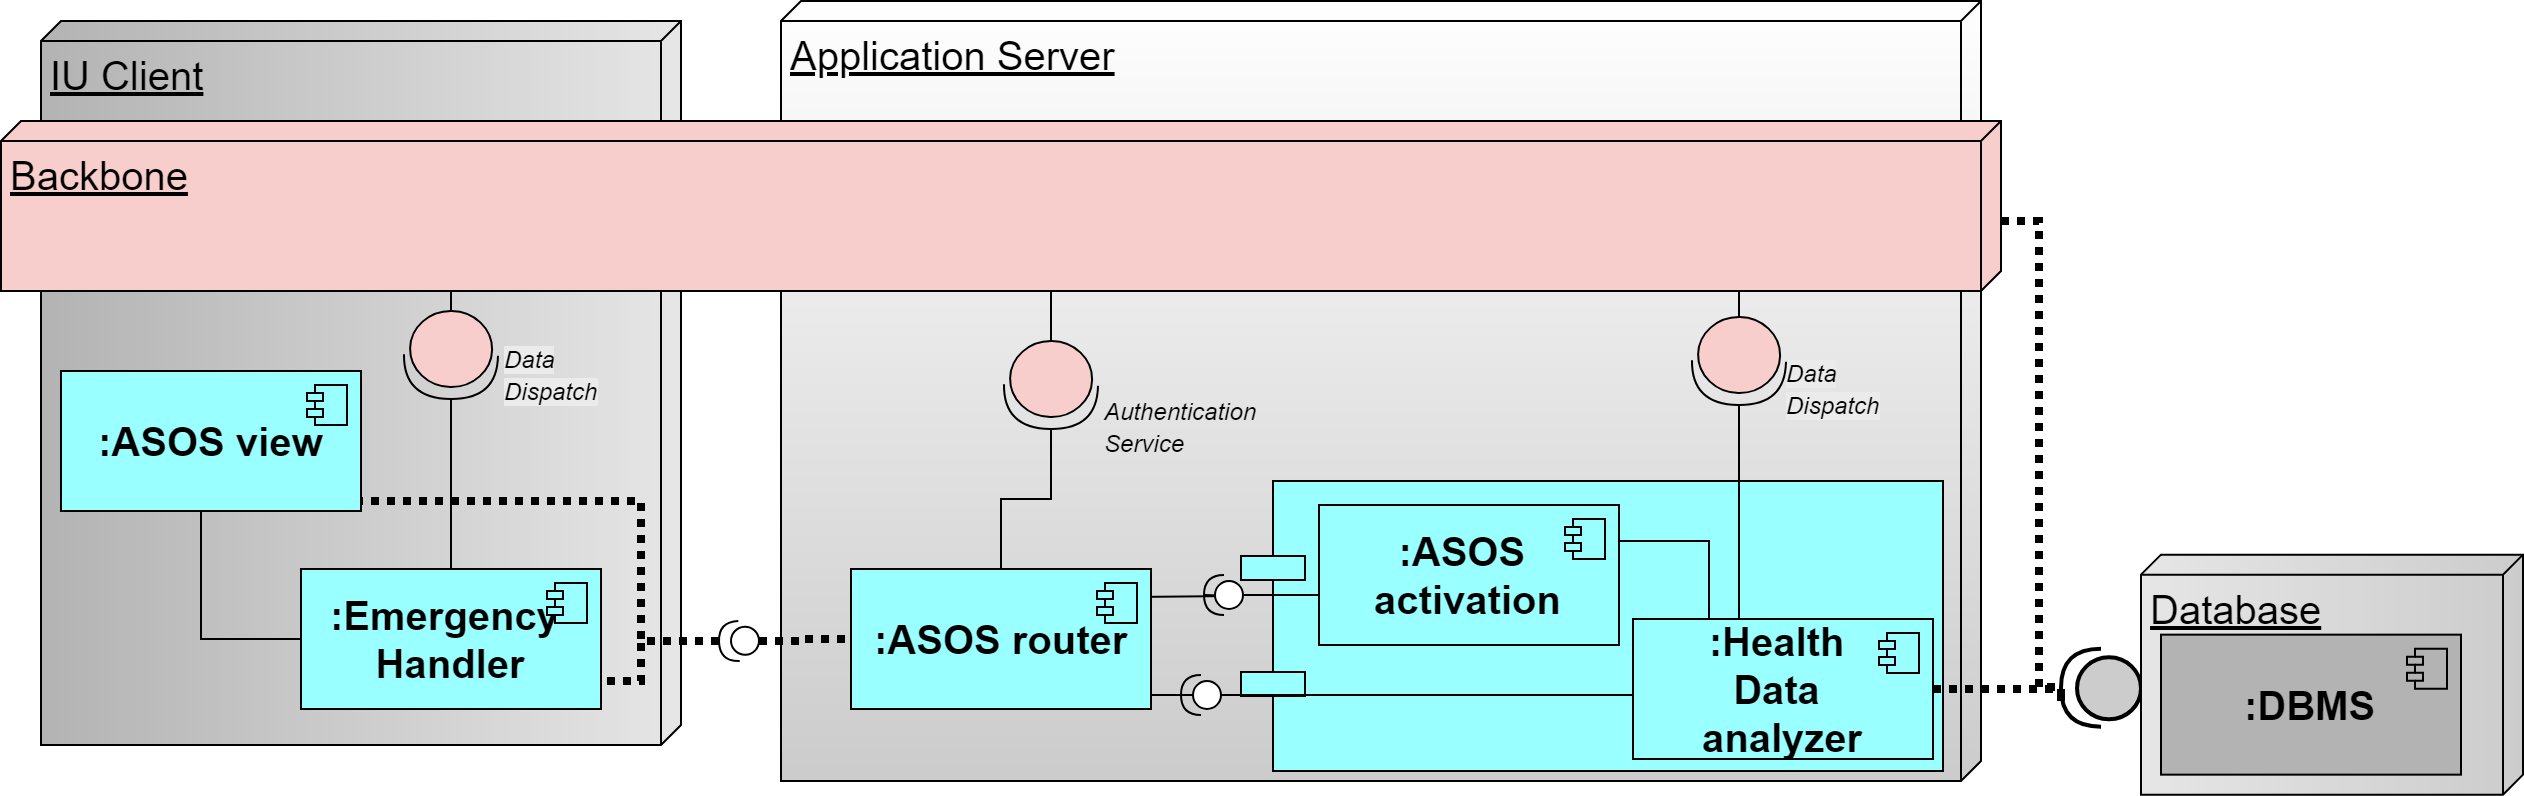 IU Client
Application Server
Backbone
Data
Dispatch
Data
Dispatch
Authentication
Service
:ASOS view
:ASOS
activation
:Emergency
Handler
:ASOS router
:Health
Data
analyzer
Database
:DBMS